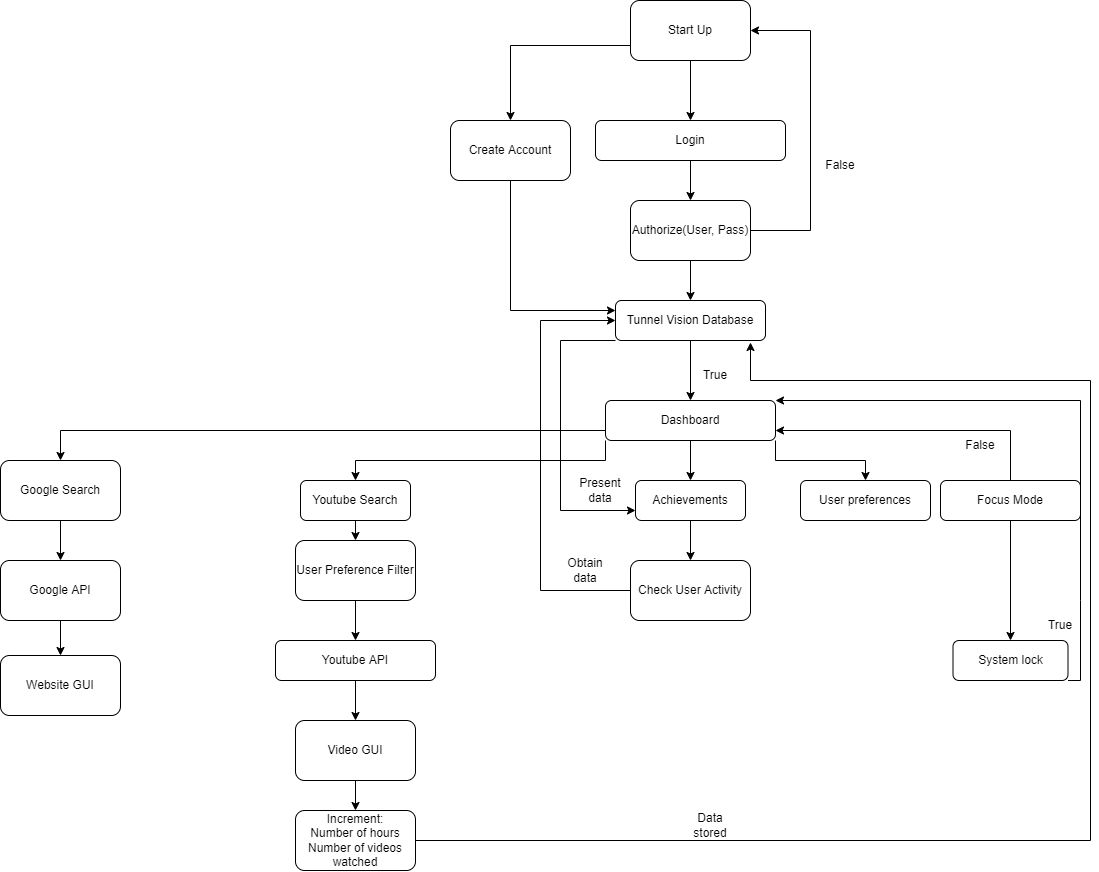 Start Up
Create Account
Login
False
Authorize(User, Pass)
Tunnel Vision Database
True
Dashboard
False
Google Search
Youtube Search
Present
data
Achievements
User preferences
Focus Mode
User Preference Filter
Google API
Obtain
data
Check User Activity
True
Youtube API
System lock
Website GUI
Video GUI
Increment:
Number of hours
Number of videos
watched
Data
stored